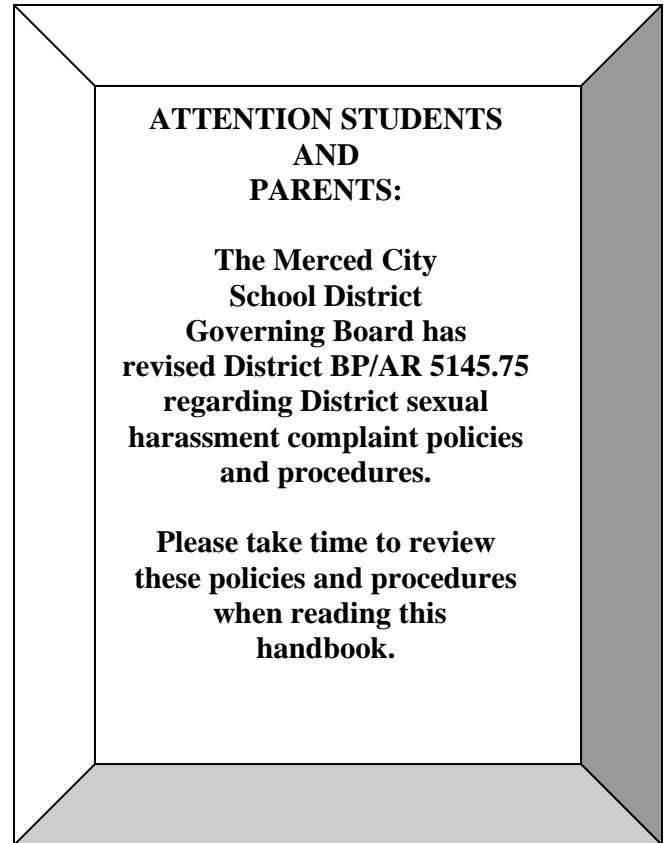 ATTENTION STUDENTS
AND
PARENTS:
The Merced City
School District
Governing Board has
revised District BP/AR 5145.75
regarding District sexual
harassment complaint policies
and procedures.
Please take time to review
these policies and procedures
when reading this
handbook.